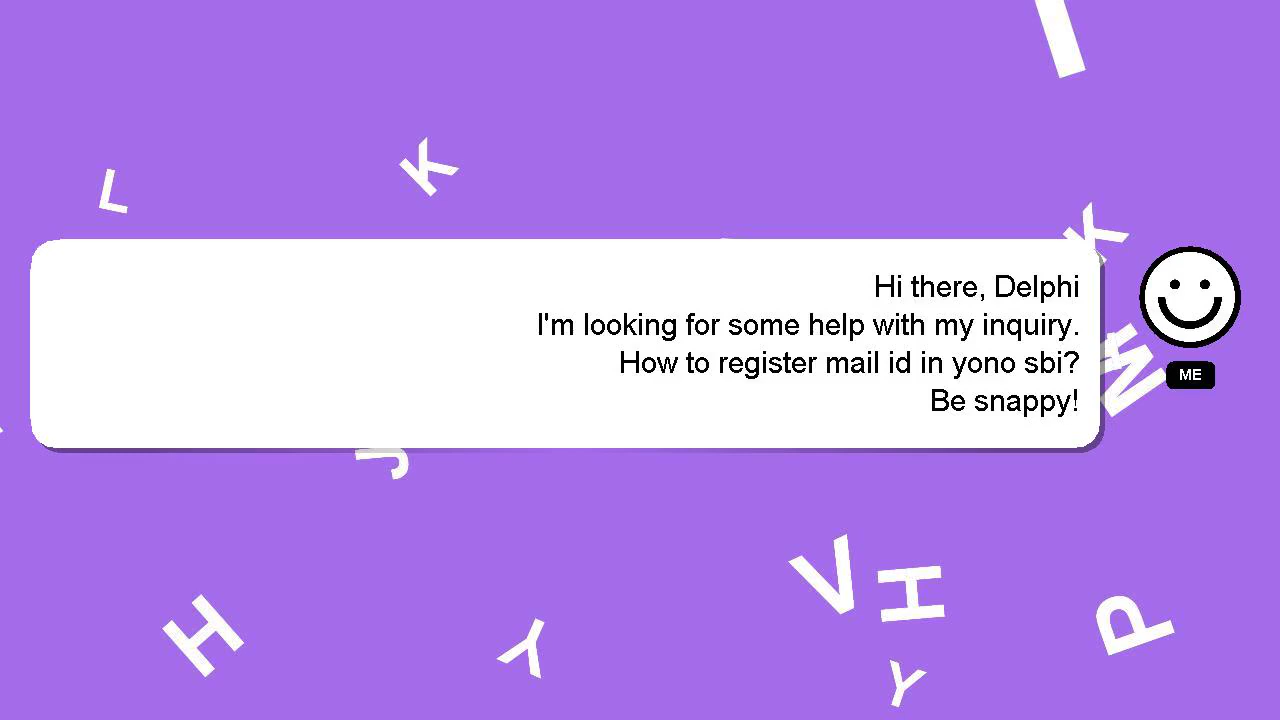 I
L
K
K
Hi there, Delphi
I'm looking for some help with my inquiry.
How to register mail id in yono sbi?
Be snappy!
ME
M
J
V
H
H
P
Y
Y